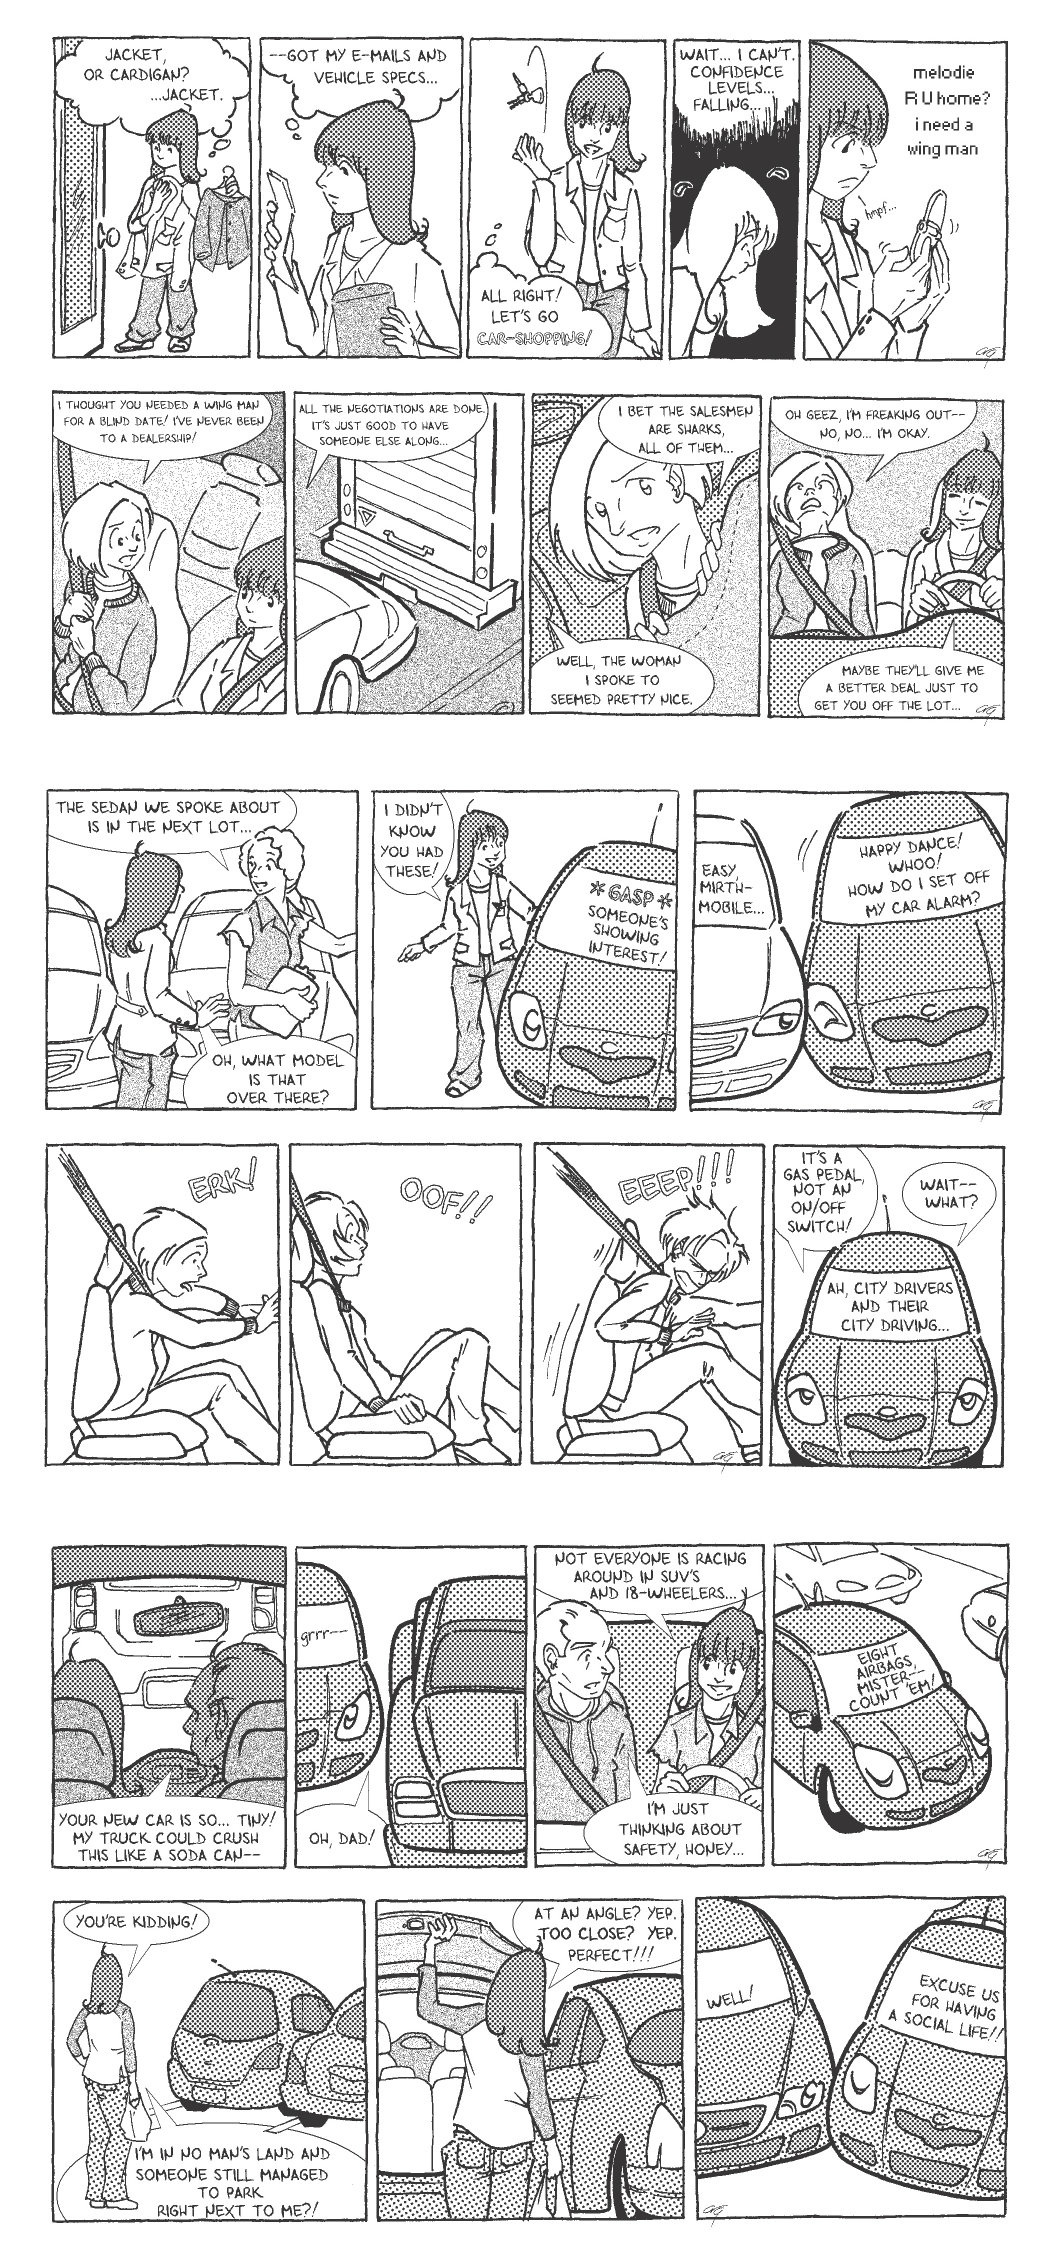 JACKET,
OR CARDIGAN?
...JACKET.
--GOT MY E-MAILS AND
VEHICLE SPECS...
ALL RIGHT!
LET'S GO
CAR-SHOPPING!
WAIT... I CAN'T.
CONFIDENCE
LEVELS...
FALLING...
melodie
R U home?
i need a
wing man
hmpf...
I THOUGHT YOU NEEDED A WING MAN
FOR A BLIND DATE! I'VE NEVER BEEN
TO A DEALERSHIP!
ALL THE NEGOTIATIONS ARE DONE.
IT'S JUST GOOD TO HAVE
SOMEONE ELSE ALONG...
I BET THE SALESMEN
ARE SHARKS,
ALL OF THEM...
WELL, THE WOMAN
I SPOKE TO
SEEMED PRETTY NICE.
OH GEEZ, I'M FREAKING OUT--
NO, NO... I'M OKAY.
MAYBE THEY'LL GIVE ME
A BETTER DEAL JUST TO
GET YOU OFF THE LOT...
THE SEDAN WE SPOKE ABOUT
IS IN THE NEXT LOT...
OH, WHAT MODEL
IS THAT
OVER THERE?
I DIDN'T
KNOW
YOU HAD
THESE!
*GASP*
SOMEONE'S
SHOWING
INTEREST!
EASY,
MIRTH-
MOBILE...
HAPPY DANCE!
WHOO!
HOW DO I SET OFF
MY CAR ALARM?
ERK!
OOF!!
EEEP!!!
IT'S A
GAS PEDAL,
NOT AN
ON/OFF
SWITCH!
WAIT--
WHAT?
AH, CITY DRIVERS
AND THEIR
CITY DRIVING...
YOUR NEW CAR IS SO... TINY!
MY TRUCK COULD CRUSH
THIS LIKE A SODA CAN--
grrr--
OH, DAD!
NOT EVERYONE IS RACING
AROUND IN SUV'S
AND 18-WHEELERS...
I'M JUST
THINKING ABOUT
SAFETY, HONEY...
EIGHT
AIRBAGS,
MISTER--
COUNT 'EM!
YOU'RE KIDDING!
I'M IN NO MAN'S LAND AND
SOMEONE STILL MANAGED
TO PARK
RIGHT NEXT TO ME?!
AT AN ANGLE? YEP.
TOO CLOSE? YEP.
PERFECT!!!
WELL!
EXCUSE US
FOR HAVING
A SOCIAL LIFE!!